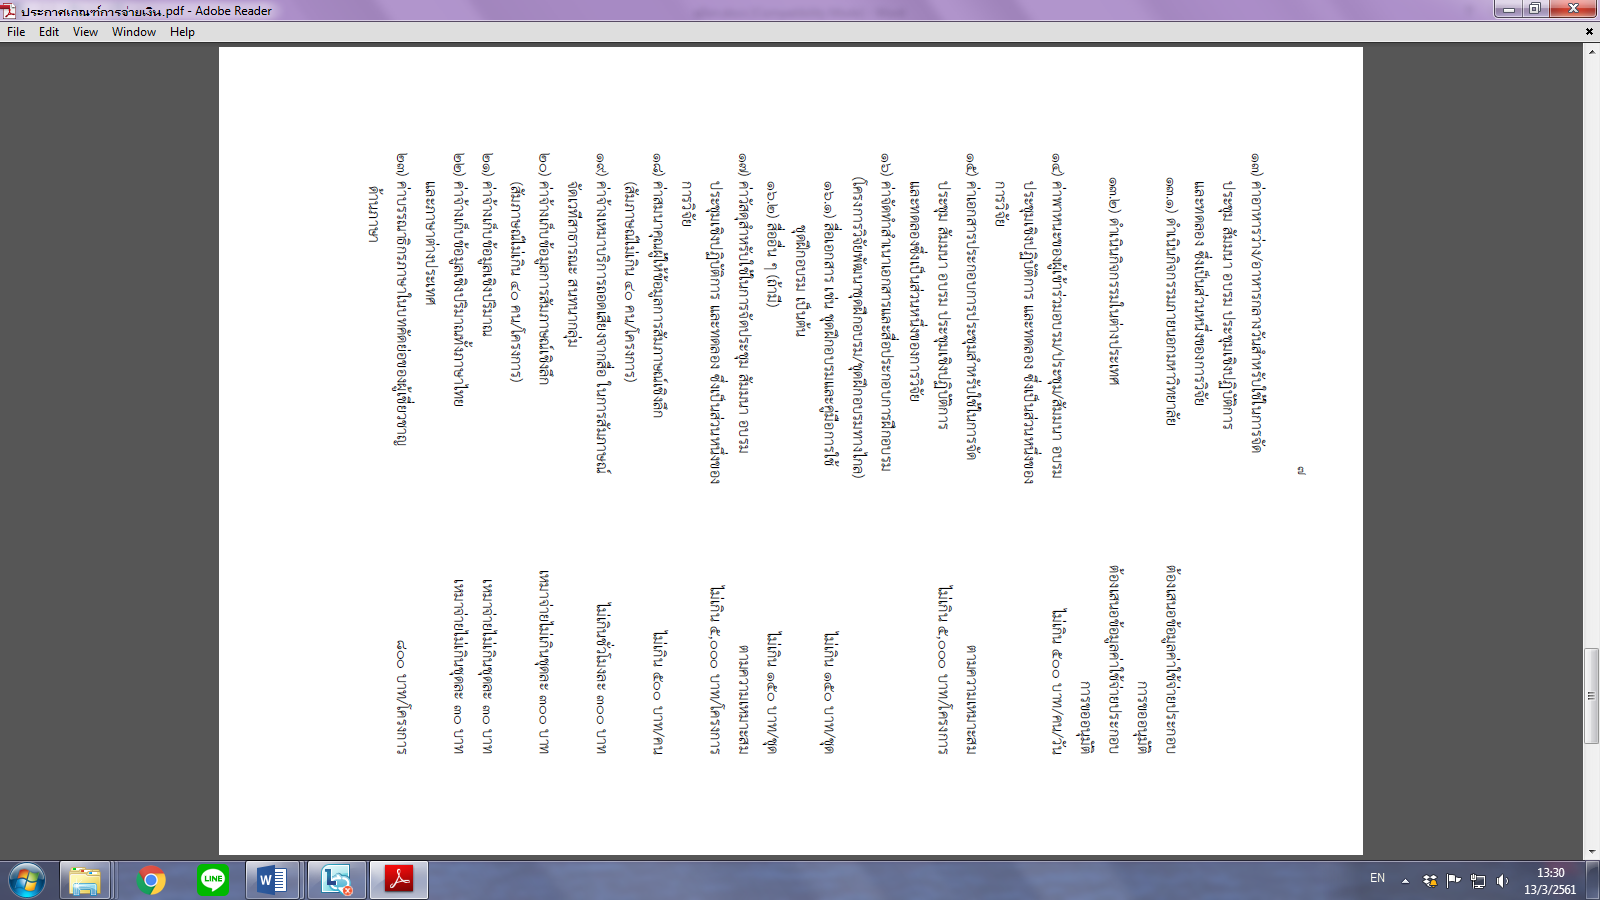 ประกาศเกณฑ์การจ่ายเงิน.pdf - Adobe Reader
File Edit View Window Help
๗
๑๓) ค่าอาหารว่าง/อาหารกลางวันสำหรับใช้ในการจัด
ประชุม สัมมนา อบรม ประชุมเชิงปฏิบัติการ
และทดลอง ซึ่งเป็นส่วนหนึ่งของการวิจัย
๑๓.๑) ดำเนินกิจกรรมภายนอกมหาวิทยาลัย ต้องเสนอข้อมูลค่าใช้จ่ายประกอบ
การขออนุมัติ
๑๓.๒) ดำเนินกิจกรรมในต่างประเทศ ต้องเสนอข้อมูลค่าใช้จ่ายประกอบ
การขออนุมัติ
๑๔) ค่าพาหนะของผู้เข้าร่วมอบรม/ประชุม/สัมมนา อบรม ไม่เกิน ๕๐๐ บาท/คน/วัน
ประชุมเชิงปฏิบัติการ และทดลอง ซึ่งเป็นส่วนหนึ่งของ
การวิจัย
๑๕) ค่าเอกสารประกอบการประชุมสำหรับใช้ในการจัด ตามความเหมาะสม
ประชุม สัมมนา อบรม ประชุมเชิงปฏิบัติการ ไม่เกิน ๕,๐๐๐ บาท/โครงการ
และทดลองซึ่งเป็นส่วนหนึ่งของการวิจัย
๑๖) ค่าจัดทำสำเนาเอกสารและสื่อประกอบการฝึกอบรม
(โครงการวิจัยพัฒนาชุดฝึกอบรม/ชุดฝึกอบรมทางไกล)
๑๖.๑) สื่อเอกสาร เช่น ชุดฝึกอบรมและคู่มือการใช้ ไม่เกิน ๑๕๐ บาท/ชุด
ชุดฝึกอบรม เป็นต้น
๑๖.๒) สื่ออื่น ๆ (ถ้ามี) ไม่เกิน ๑๕๐ บาท/ชุด
๑๗) ค่าวัสดุสำหรับใช้ในการจัดประชุม สัมมนา อบรม ตามความเหมาะสม
ประชุมเชิงปฏิบัติการ และทดลอง ซึ่งเป็นส่วนหนึ่งของ ไม่เกิน ๕,๐๐๐ บาท/โครงการ
การวิจัย
๑๘) ค่าสมนาคุณผู้ให้ข้อมูลการสัมภาษณ์เชิงลึก ไม่เกิน ๕๐๐ บาท/คน
(สัมภาษณ์ไม่เกิน ๔๐ คน/โครงการ)
๑๙) ค่าจ้างเหมาบริการถอดเสียงจากสื่อ ในการสัมภาษณ์ ไม่เกินชั่วโมงละ ๓๐๐ บาท
จัดเวทีสาธารณะ สนทนากลุ่ม
๒๐) ค่าจ้างเก็บข้อมูลการสัมภาษณ์เชิงลึก เหมาจ่ายไม่เกินชุดละ ๓๐๐ บาท
(สัมภาษณ์ไม่เกิน ๔๐ คน/โครงการ)
๒๑) ค่าจ้างเก็บข้อมูลเชิงปริมาณ เหมาจ่ายไม่เกินชุดละ ๓๐ บาท
๒๒) ค่าจ้างเก็บข้อมูลเชิงปริมาณทั้งภาษาไทย เหมาจ่ายไม่เกินชุดละ ๓๐ บาท
และภาษาต่างประเทศ
๒๓) ค่าบรรณาธิกรภาษาในบทคัดย่อของผู้เชี่ยวชาญ ๘๐๐ บาท/โครงการ
ด้านภาษา
LINE
EN
13:30
13/3/2561